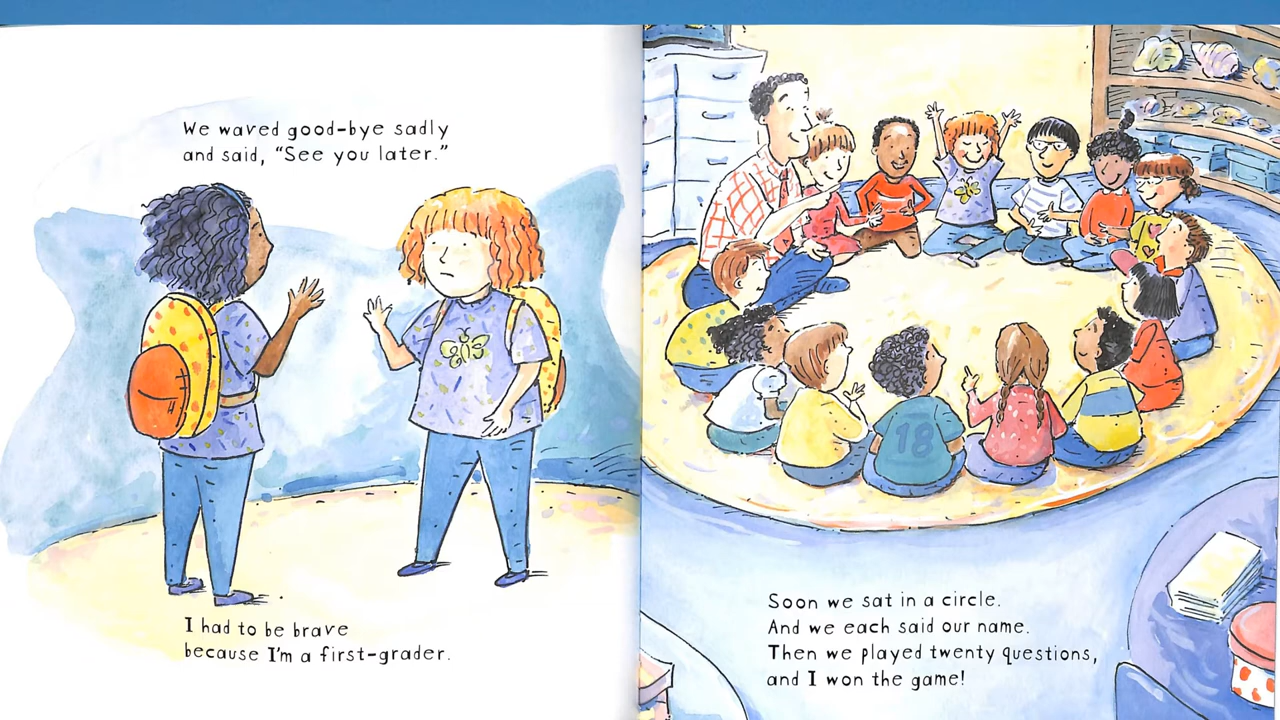 We waved good-bye sadly
and said, “See you later.”
I had to be brave
because I'm a first-grader.
18
Soon we sat in a circle.
And we each said our name.
Then we played twenty questions,
and I won the game!